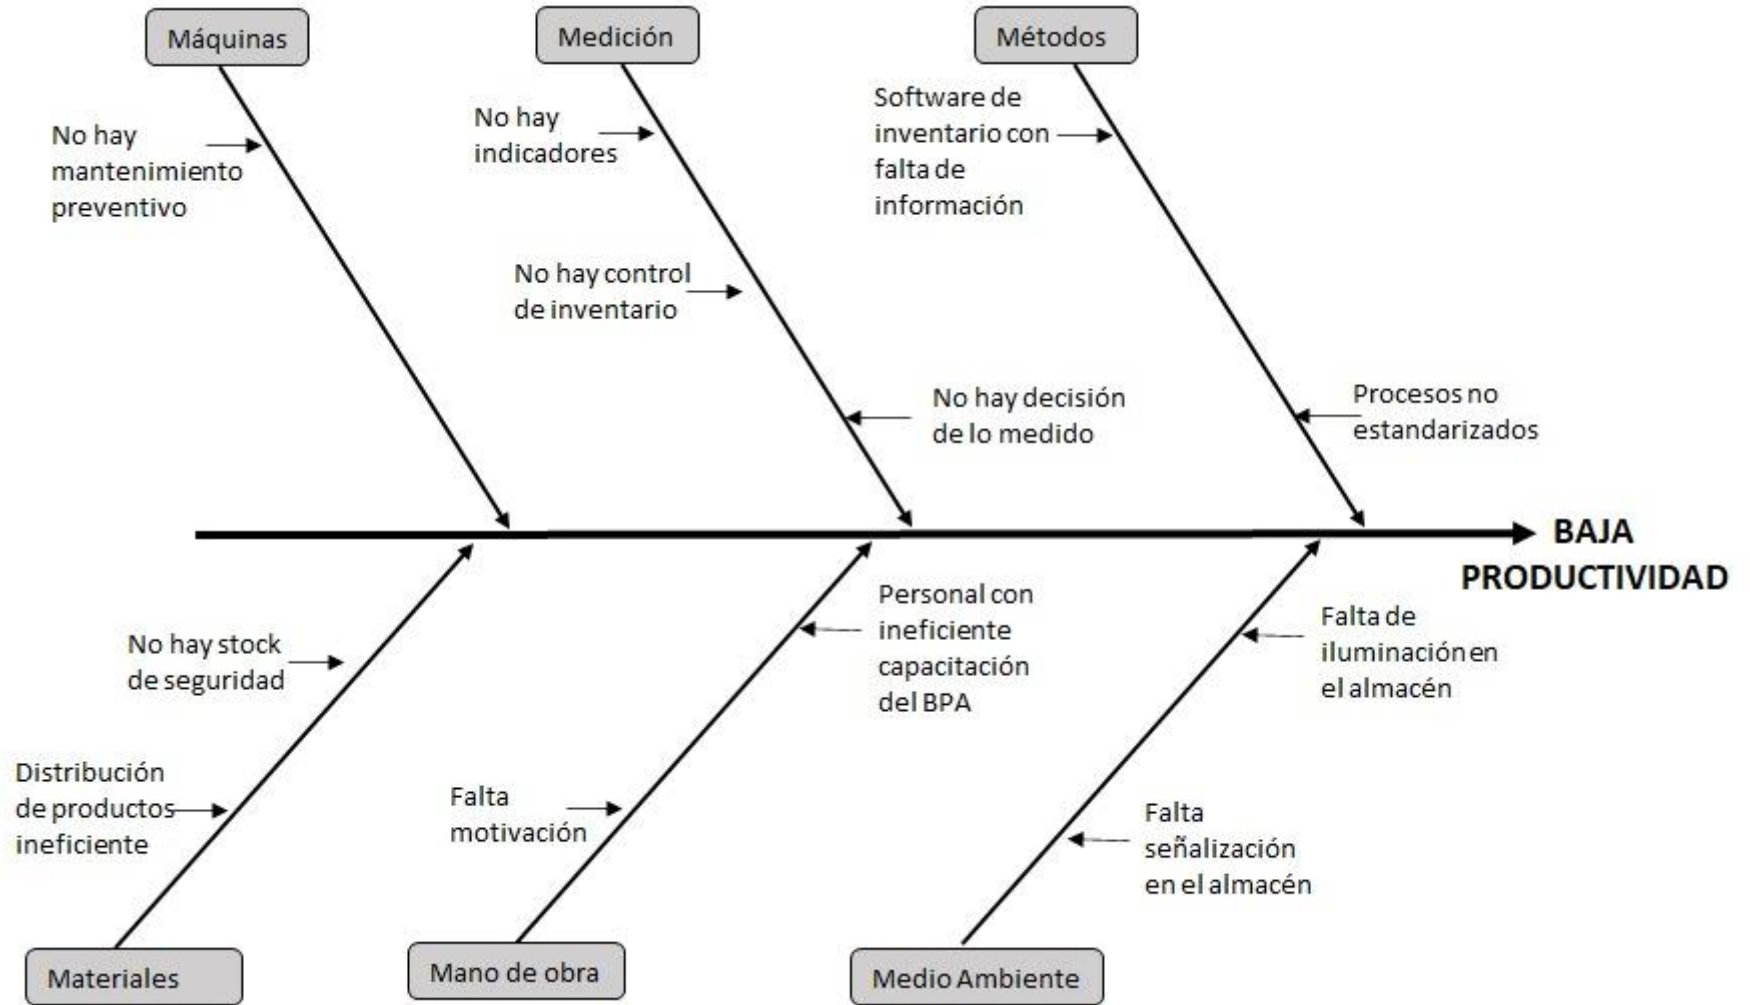 Máquinas
Medición
Métodos
No hay
mantenimiento
preventivo
No hay
indicadores
No hay control
de inventario
No hay decisión
de lo medido
Software de
inventario con
falta de
información
Procesos no
estandarizados
BAJA
PRODUCTIVIDAD
No hay stock
de seguridad
Distribución
de productos
ineficiente
Personal con
ineficiente
capacitación
del BPA
Falta
motivación
Falta de
iluminación en
el almacén
Falta
señalización
en el almacén
Materiales
Mano de obra
Medio Ambiente